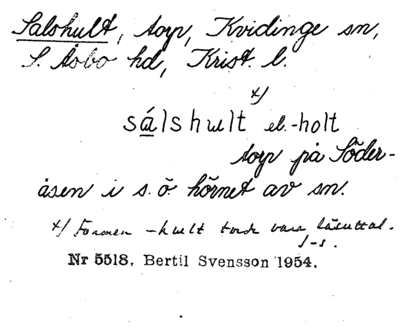 Salshult, torp, Kvidinge sn,
S. Åsbo hd, Krist. l.
x)
sálshult el. -holt
torp på Söder-
åsen i s. ö. hörnet av sn.
x) Formen -hult torde vara läsuttal.
J-s.
Nr 5518, Bertil Svensson 1954.